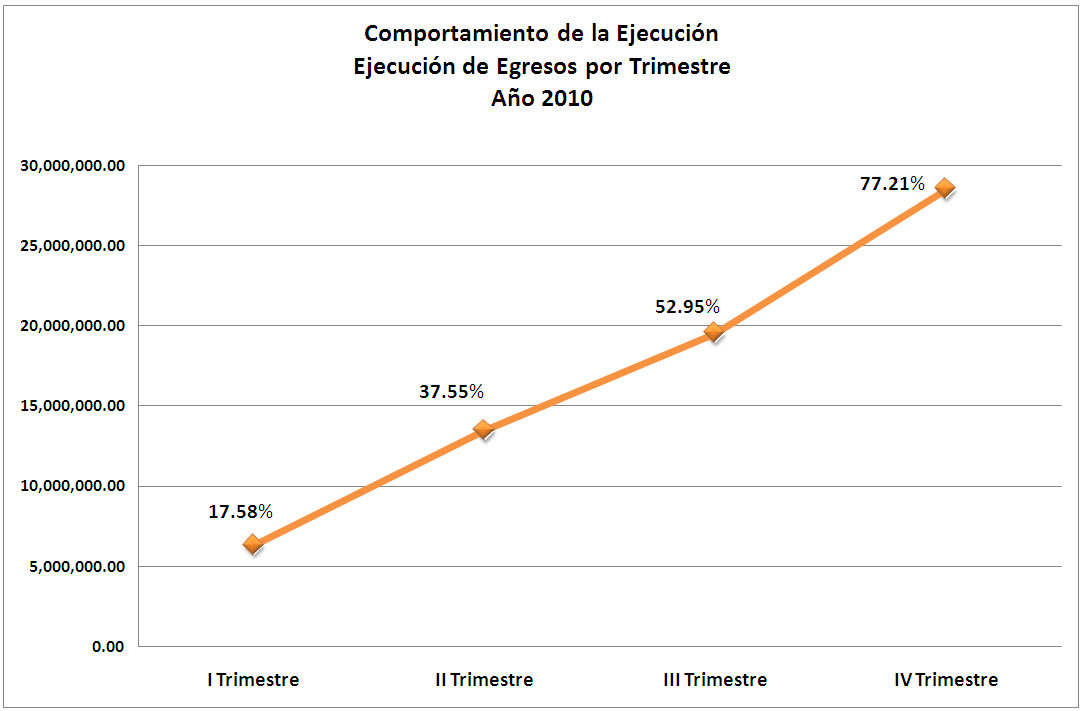 Comportamiento de la Ejecución
Ejecución de Egresos por Trimestre
Año 2010
30,000,000.00
77.21%
25,000,000.00
52.95%
20,000,000.00
37.55%
15,000,000.00
10,000,000.00
17.58%
5,000,000.00
0.00
I Trimestre II Trimestre III Trimestre IV Trimestre